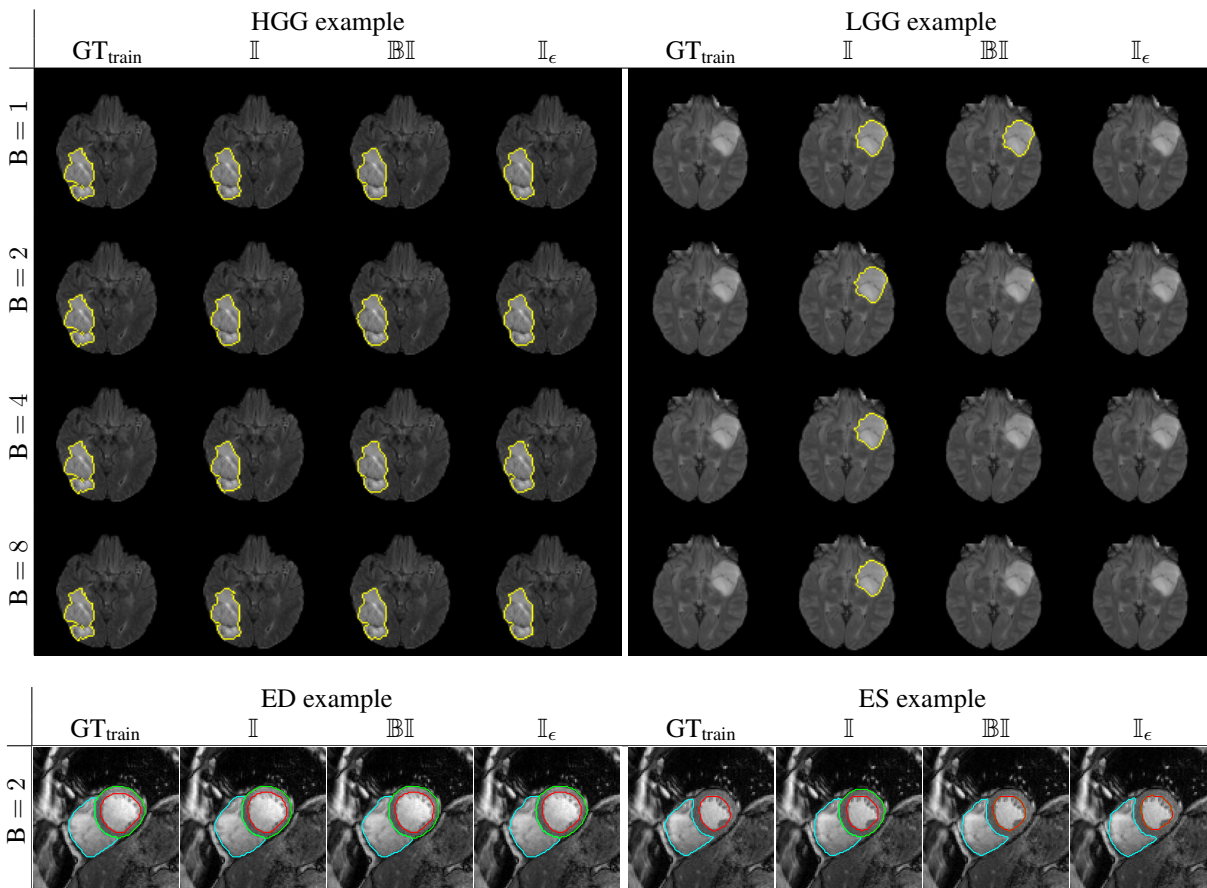 HGG example LGG example
GT_train 𝕀 𝔹𝕀 𝕀_ϵ GT_train 𝕀 𝔹𝕀 𝕀_ϵ
B = 1
B = 2
B = 4
B = 8
ED example ES example
GT_train 𝕀 𝔹𝕀 𝕀_ϵ GT_train 𝕀 𝔹𝕀 𝕀_ϵ
B = 2